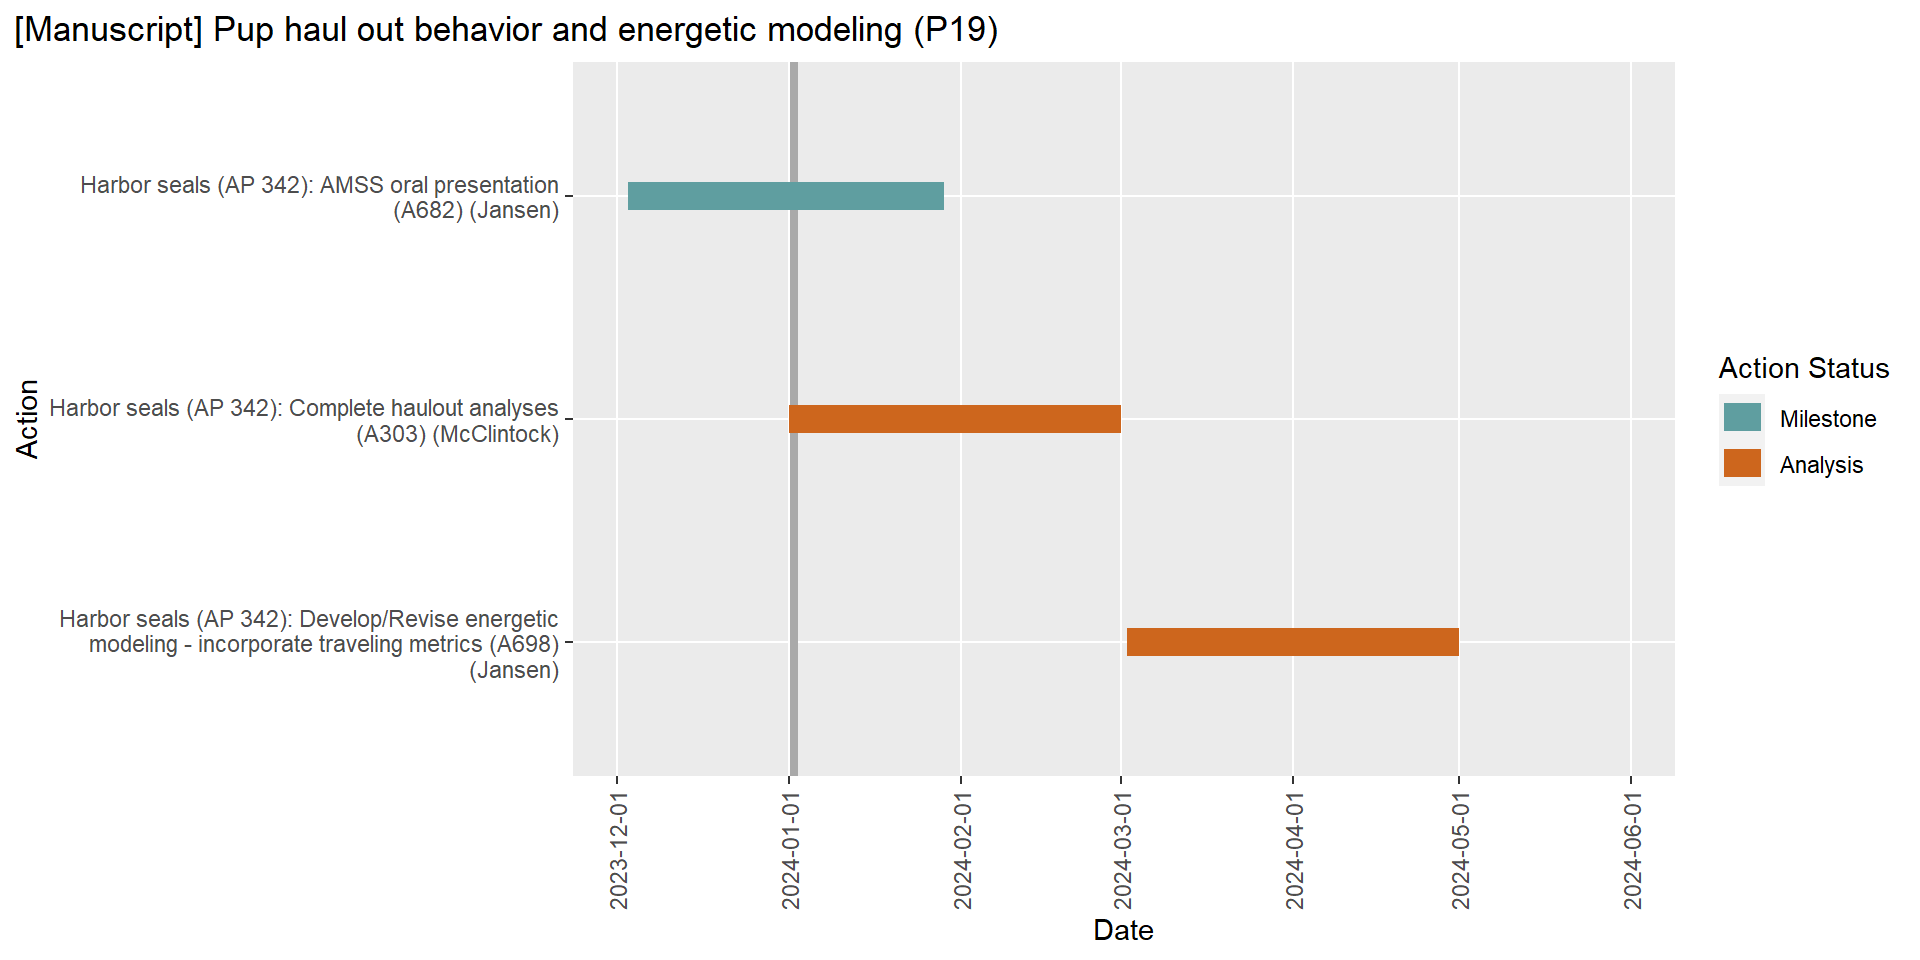 [Manuscript] Pup haul out behavior and energetic modeling (P19)
Harbor seals (AP 342): AMSS oral presentation
(A682) (Jansen)
Harbor seals (AP 342): Complete haulout analyses
(A303) (McClintock)
Harbor seals (AP 342): Develop/Revise energetic
modeling - incorporate traveling metrics (A698)
(Jansen)
Action
2023-12-01
2024-01-01
2024-02-01
2024-03-01
2024-04-01
2024-05-01
2024-06-01
Date
Action Status
Milestone
Analysis